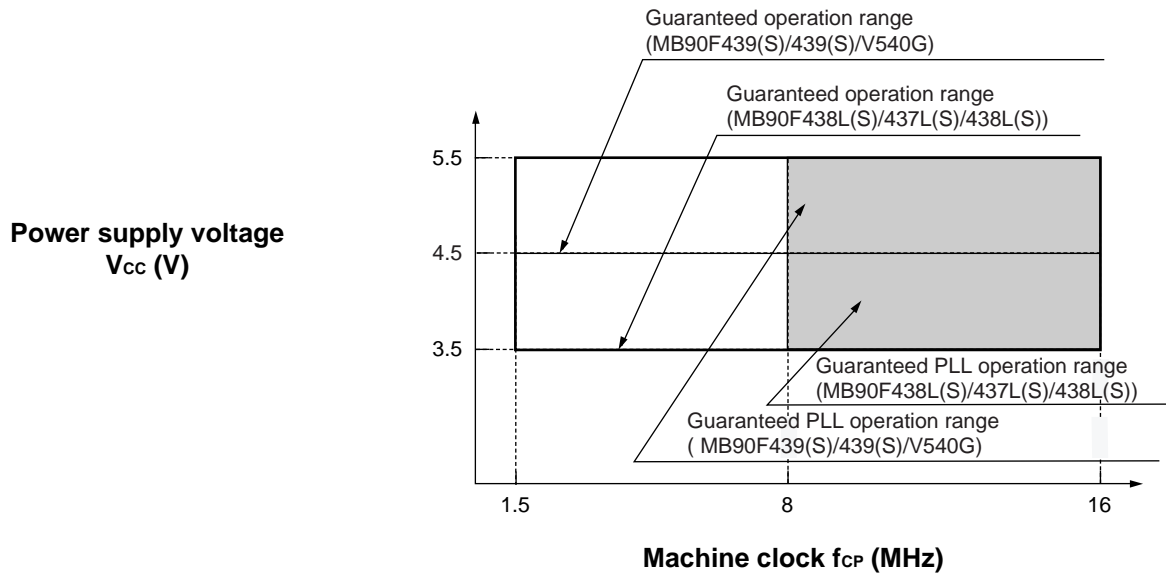 Guaranteed operation range
(MB90F439(S)/439(S)/V540G)
Guaranteed operation range
(MB90F438L(S)/437L(S)/438L(S))
5.5
Power supply voltage
VCC (V)
4.5
3.5
Guaranteed PLL operation range
(MB90F438L(S)/437L(S)/438L(S))
Guaranteed PLL operation range
( MB90F439(S)/439(S)/V540G)
1.5
8
16
Machine clock fCP (MHz)